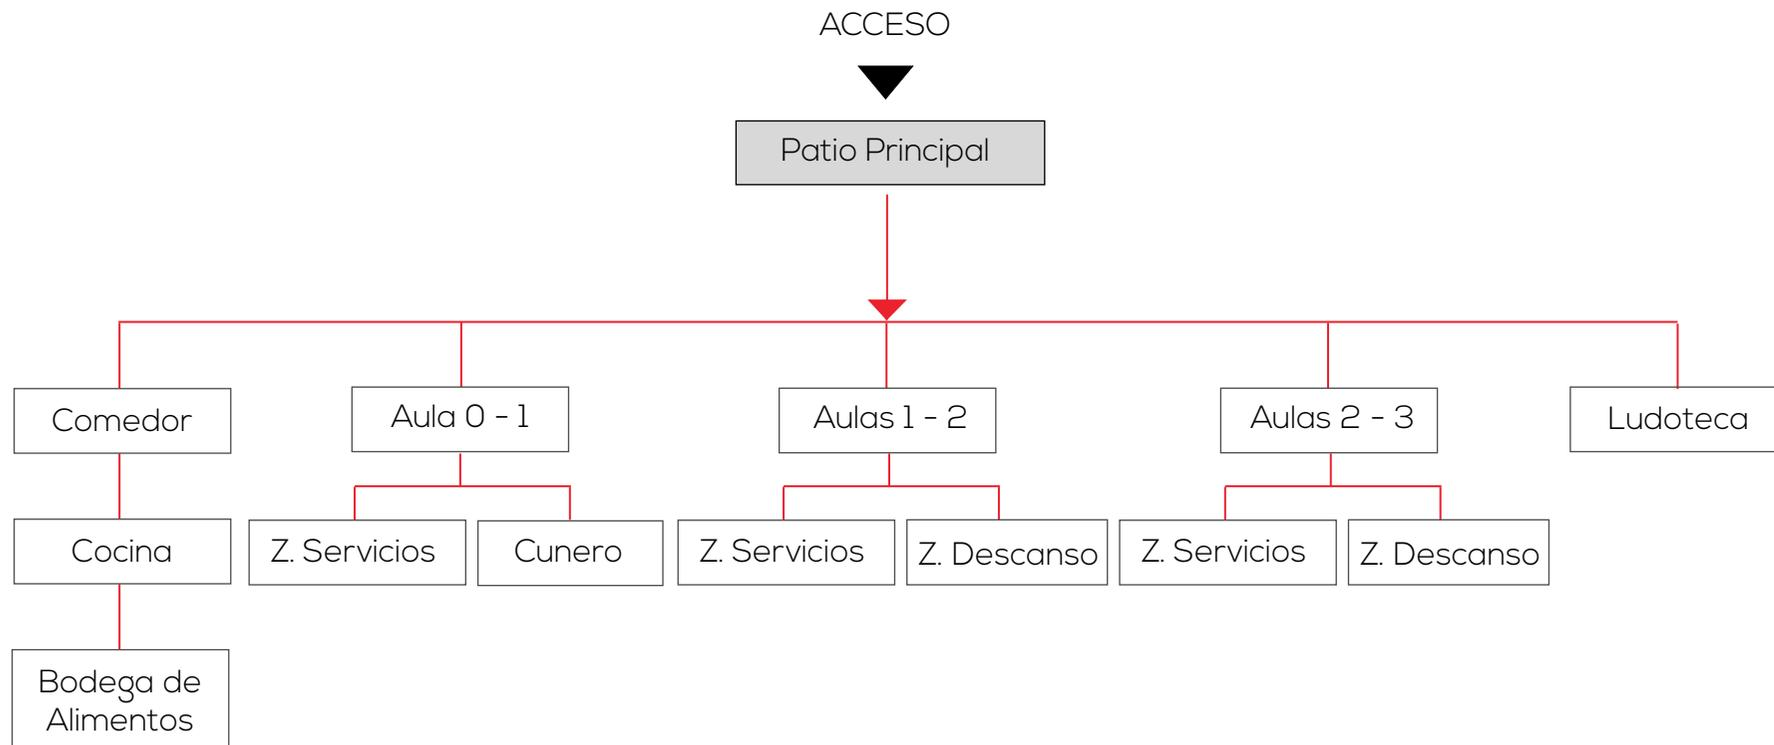 ACCESO
Patio Principal
Comedor
Aula 0 - 1
Aulas 1 - 2
Aulas 2 - 3
Ludoteca
Cocina
Z. Servicios
Cunero
Z. Servicios
Z. Descanso
Z. Servicios
Z. Descanso
Bodega de
Alimentos